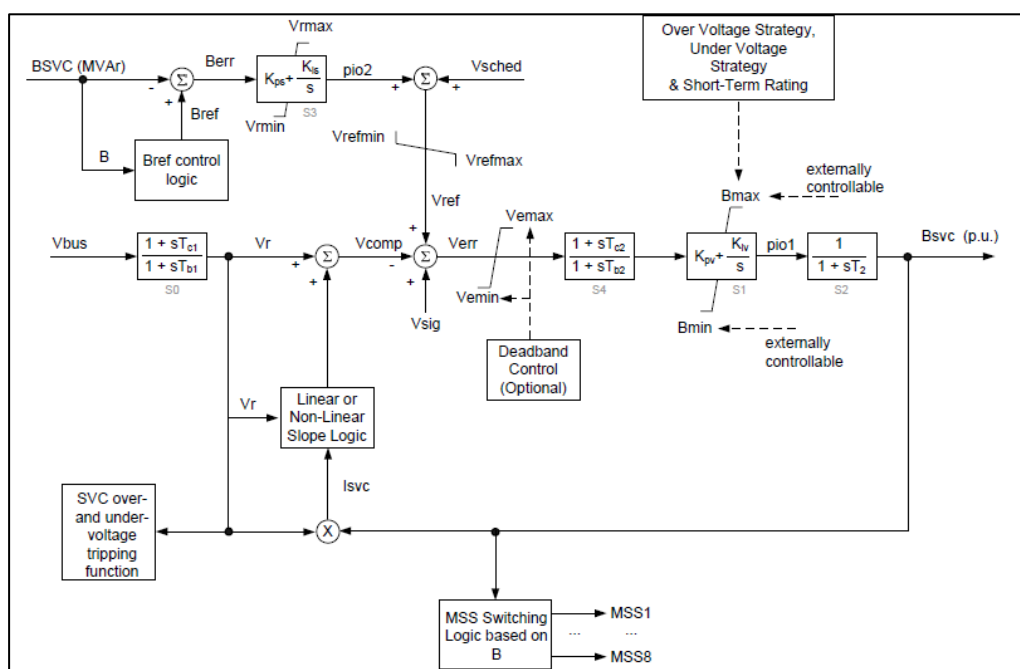 Vrmax
Over Voltage Strategy,
Under Voltage
Strategy
& Short-Term Rating
BSVC (MVAr)
-
Σ
+
Berr
Kps+ KIs
s
pio2
+
Σ
+
Vsched
Bref
Vrmin
S3
B
Bref control
logic
Vrefmin
Vrefmax
Bmax
externally
controllable
Vref
Vbus
1 + sTc1
1 + sTb1
S0
Vr
+
Σ
+
Vcomp
+
-
Σ
+
Verr
Vemax
Vemin
1 + sTc2
1 + sTb2
S4
Kpv+ KIv
s
S1
pio1
1
1 + sT2
S2
Bsvc (p.u.)
Vsig
Bmin
externally
controllable
Deadband
Control
(Optional)
Vr
Linear or
Non-Linear
Slope Logic
Isvc
SVC over-
and under-
voltage
tripping
function
X
MSS Switching
Logic based on
B
MSS1
... ...
MSS8